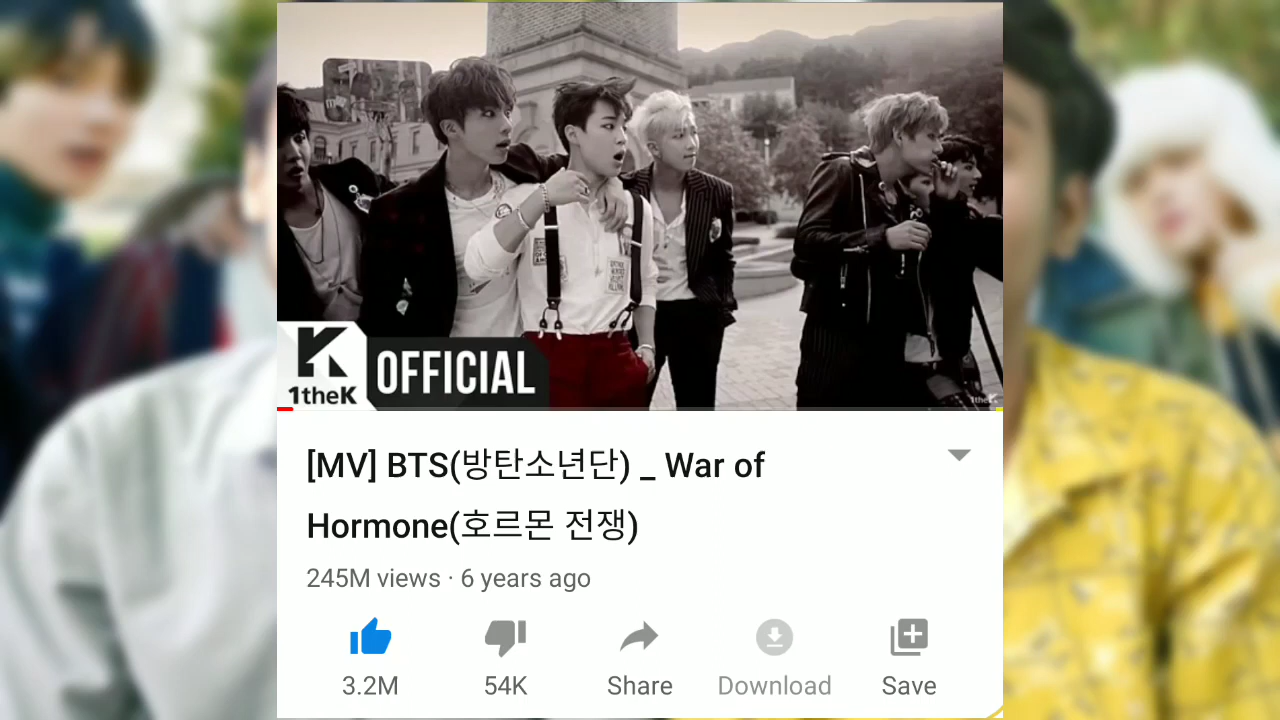 1theK
OFFICIAL
1theK
[MV] BTS(방탄소년단) _ War of
Hormone(호르몬 전쟁)
245M views · 6 years ago
3.2M
54K
Share
Download
Save